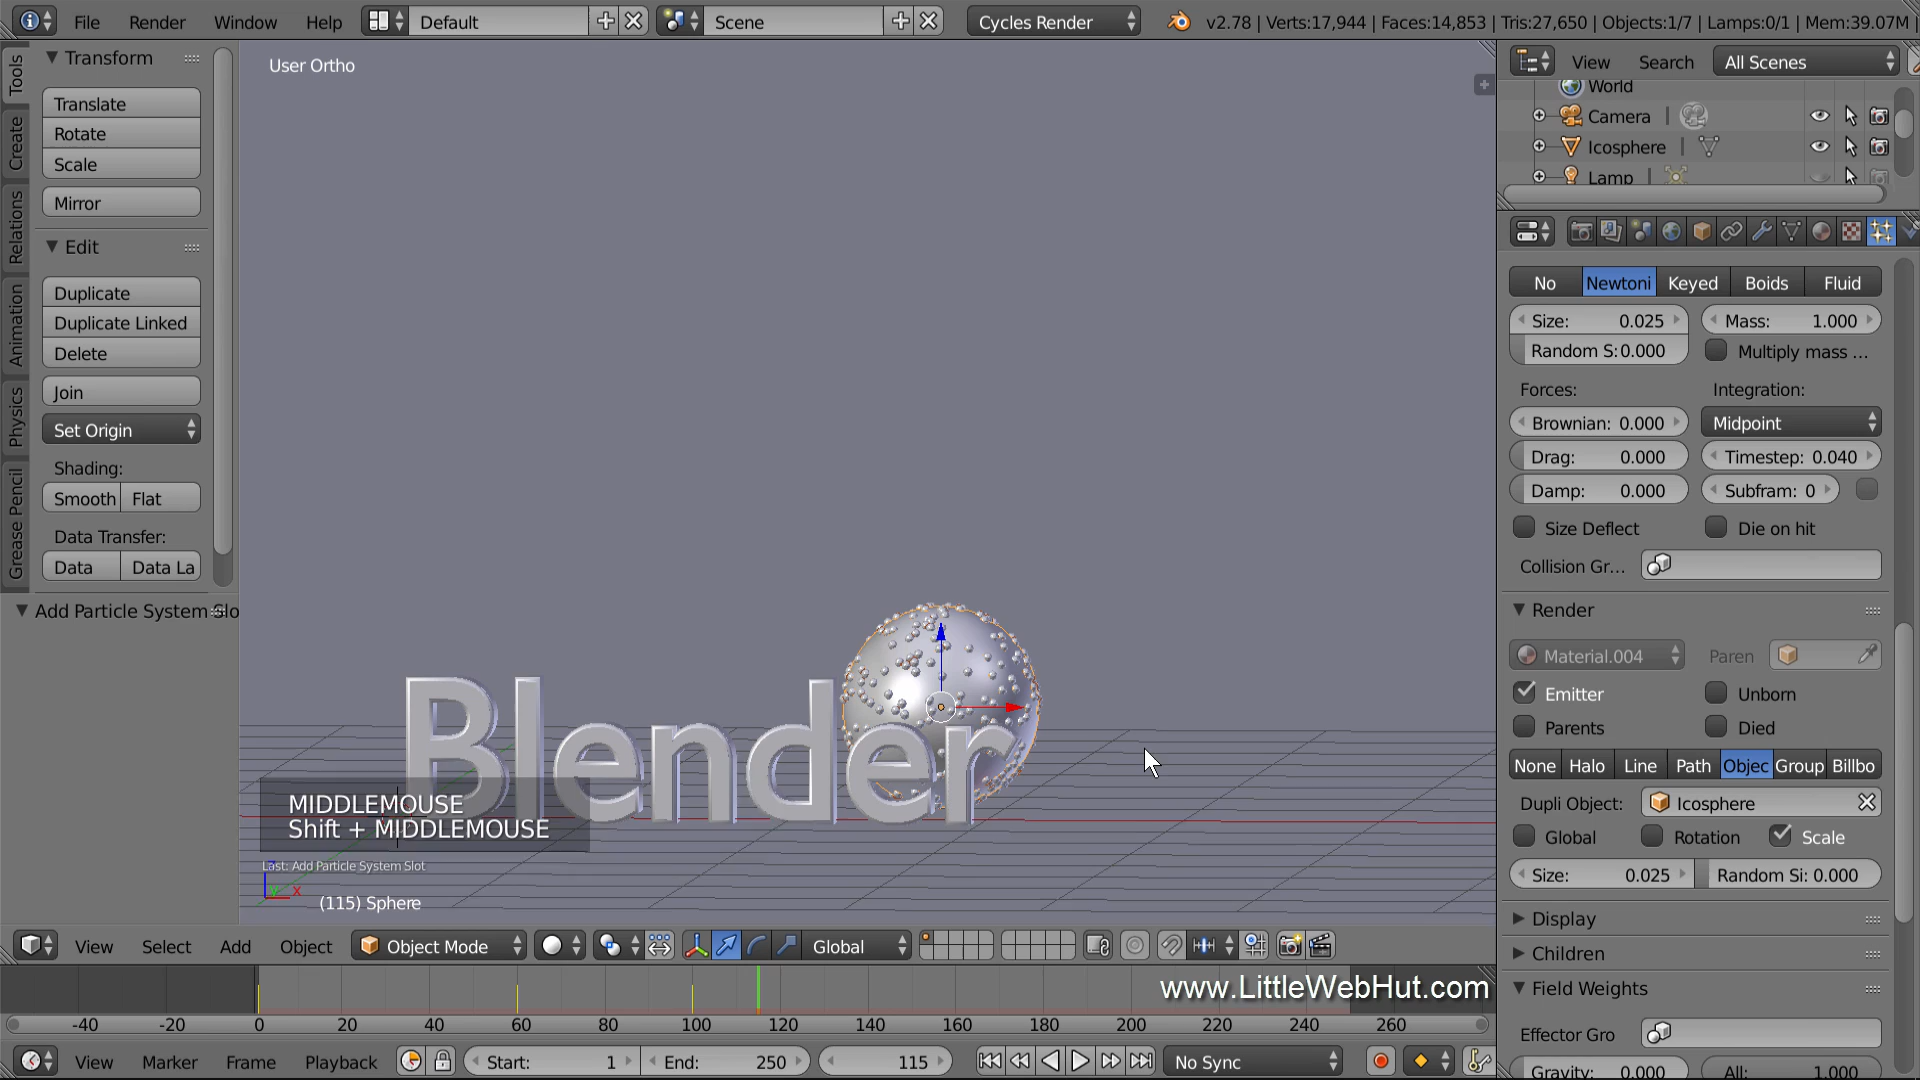 File Render Window Help Default Scene Cycles Render v2.78 | Verts:17,944 | Faces:14,853 | Tris:27,650 | Objects:1/7 | Lamps:0/1 | Mem:39.07M
Tools
Create
Relations
Animation
Physics
Grease Pencil
Transform
Translate
Rotate
Scale
Mirror
Edit
Duplicate
Duplicate Linked
Delete
Join
Set Origin
Shading:
Smooth Flat
Data Transfer:
Data Data La
Add Particle System Slo
User Ortho
Blender
MIDDLEMOUSE
Shift + MIDDLEMOUSE
Last: Add Particle System Slot
Y X
(115) Sphere
View Search All Scenes
World
Camera
Icosphere
Lamp
No Newtoni Keyed Boids Fluid
Size: 0.025 Mass: 1.000
Random S:0.000 Multiply mass ...
Forces: Integration:
Brownian: 0.000 Midpoint
Drag: 0.000 Timestep: 0.040
Damp: 0.000 Subfram: 0
Size Deflect Die on hit
Collision Gr...
Render
Material.004 Paren
Emitter Unborn
Parents Died
None Halo Line Path Objec Group Billbo
Dupli Object: Icosphere
Global Rotation Scale
Size: 0.025 Random Si: 0.000
Display
Children
Field Weights
Effector Gro
Gravity: 0.000 All: 1.000
View Select Add Object Object Mode Global
www.LittleWebHut.com
-40 -20 0 20 40 60 80 100 120 140 160 180 200 220 240 260
View Marker Frame Playback Start: 1 End: 250 115 No Sync